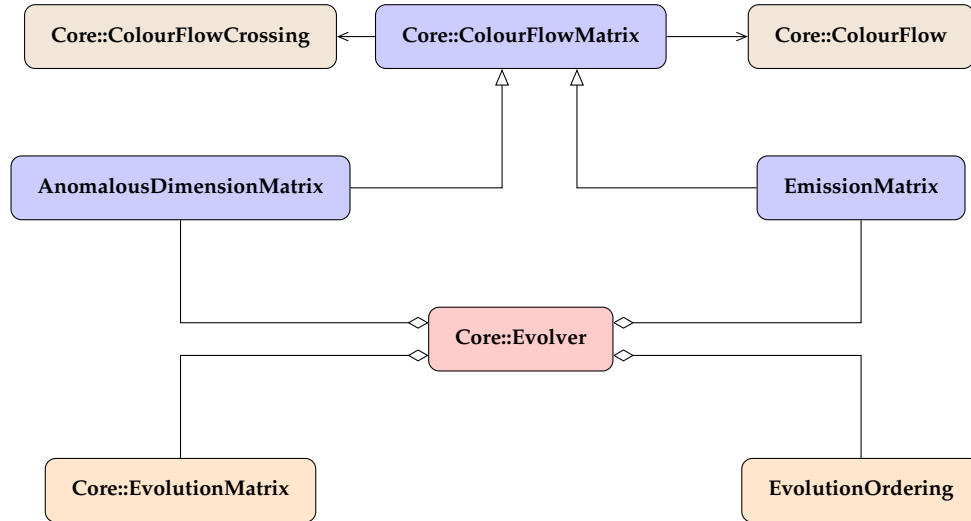 Core::ColourFlowCrossing
Core::ColourFlowMatrix
Core::ColourFlow
AnomalousDimensionMatrix
EmissionMatrix
Core::Evolver
Core::EvolutionMatrix
EvolutionOrdering